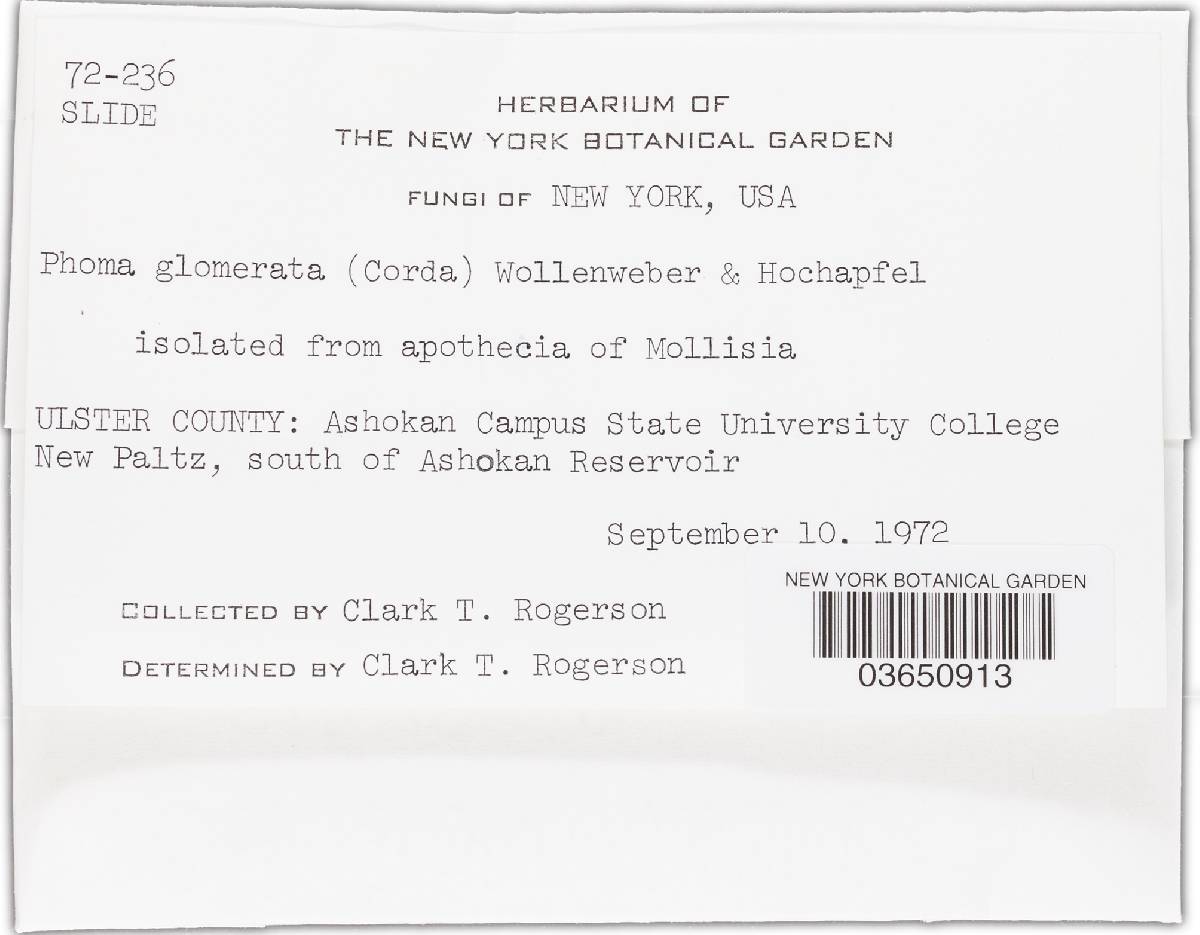 72-236
SLIDE
HERBARIUM OF
THE NEW YORK BOTANICAL GARDEN
FUNGI OF NEW YORK, USA
Phoma glomerata (Corda) Wollenweber & Hochapfel
isolated from apothecia of Mollisia
ULSTER COUNTY: Ashokan Campus State University College
New Paltz, south of Ashokan Reservoir
September 10. 1972
COLLECTED BY Clark T. Rogerson
DETERMINED BY Clark T. Rogerson
NEW YORK BOTANICAL GARDEN
03650913